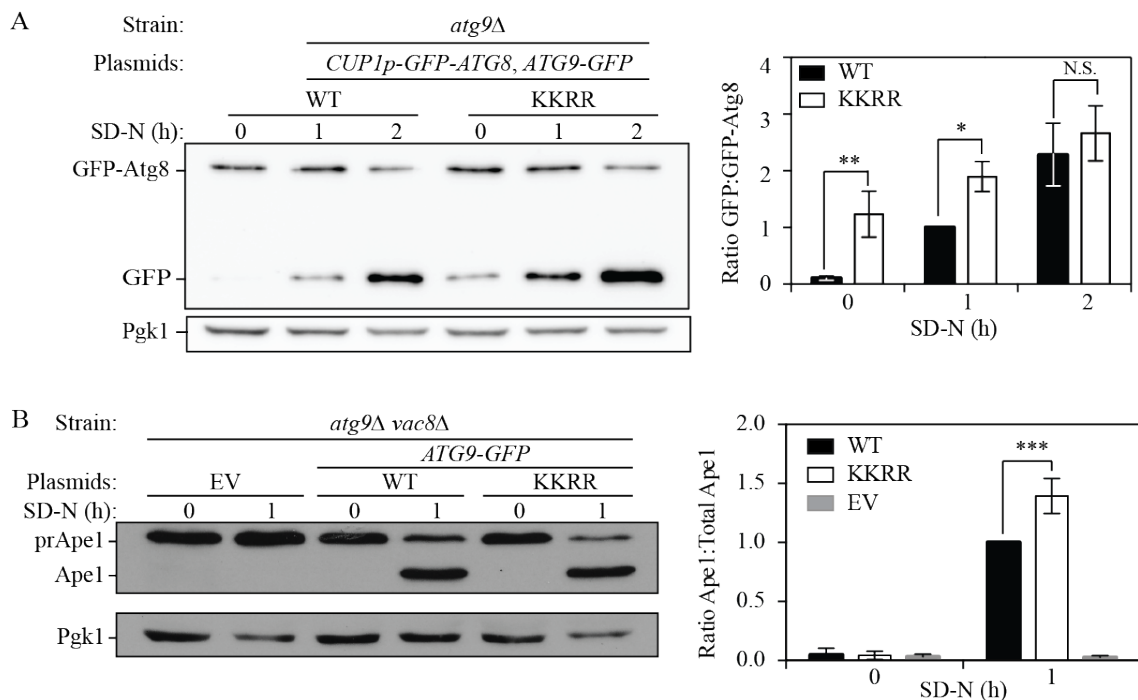 A
Strain: atg9Δ
Plasmids: CUP1p-GFP-ATG8, ATG9-GFP
WT KKRR
SD-N (h): 0 1 2 0 1 2
GFP-Atg8
GFP
Pgk1
Ratio GFP:GFP-Atg8
4
3
2
1
0
WT
KKRR
**
*
N.S.
0 1 2
SD-N (h)
B
Strain: atg9Δ vac8Δ
ATG9-GFP
Plasmids: EV WT KKRR
SD-N (h): 0 1 0 1 0 1
prApe1
Ape1
Pgk1
Ratio Ape1:Total Ape1
2.0
1.5
1.0
0.5
0.0
WT
KKRR
EV
***
0 1
SD-N (h)